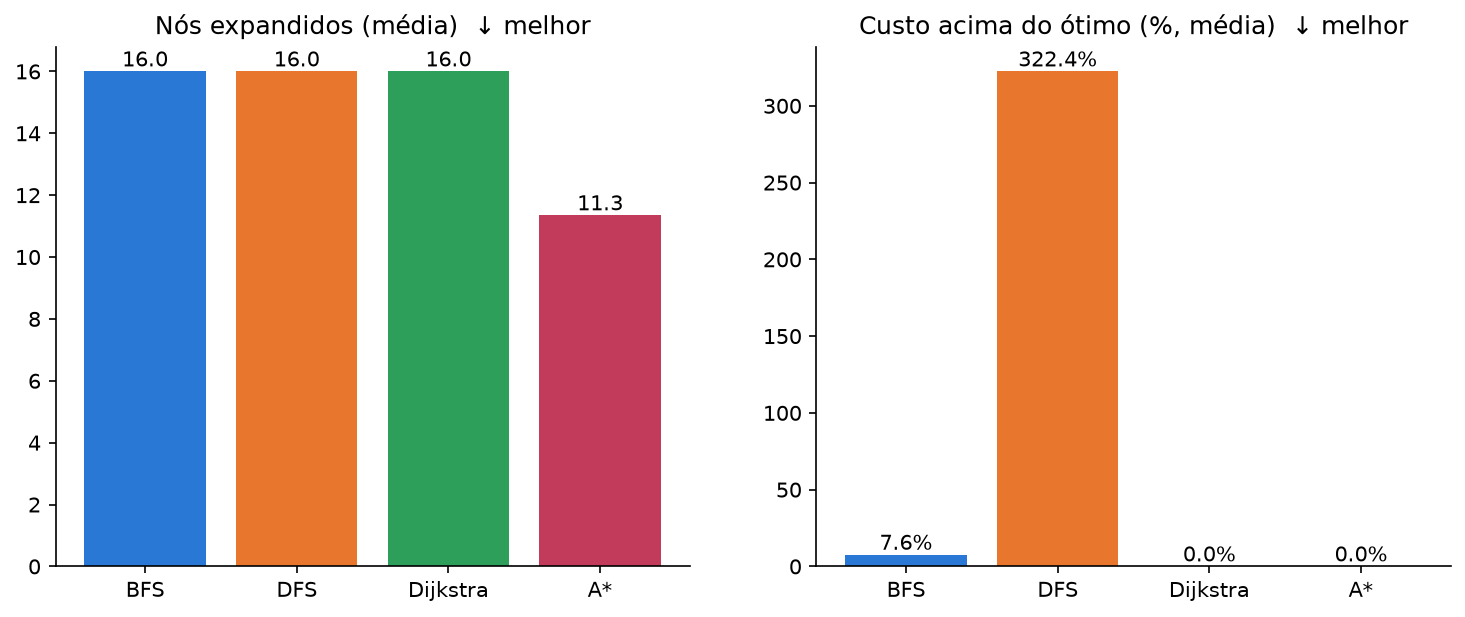 Nós expandidos (média) ↓ melhor
16.0
16.0
16.0
11.3
16
14
12
10
8
6
4
2
0
BFS
DFS
Dijkstra
A*
Custo acima do ótimo (%, média) ↓ melhor
322.4%
7.6%
0.0%
0.0%
300
250
200
150
100
50
0
BFS
DFS
Dijkstra
A*